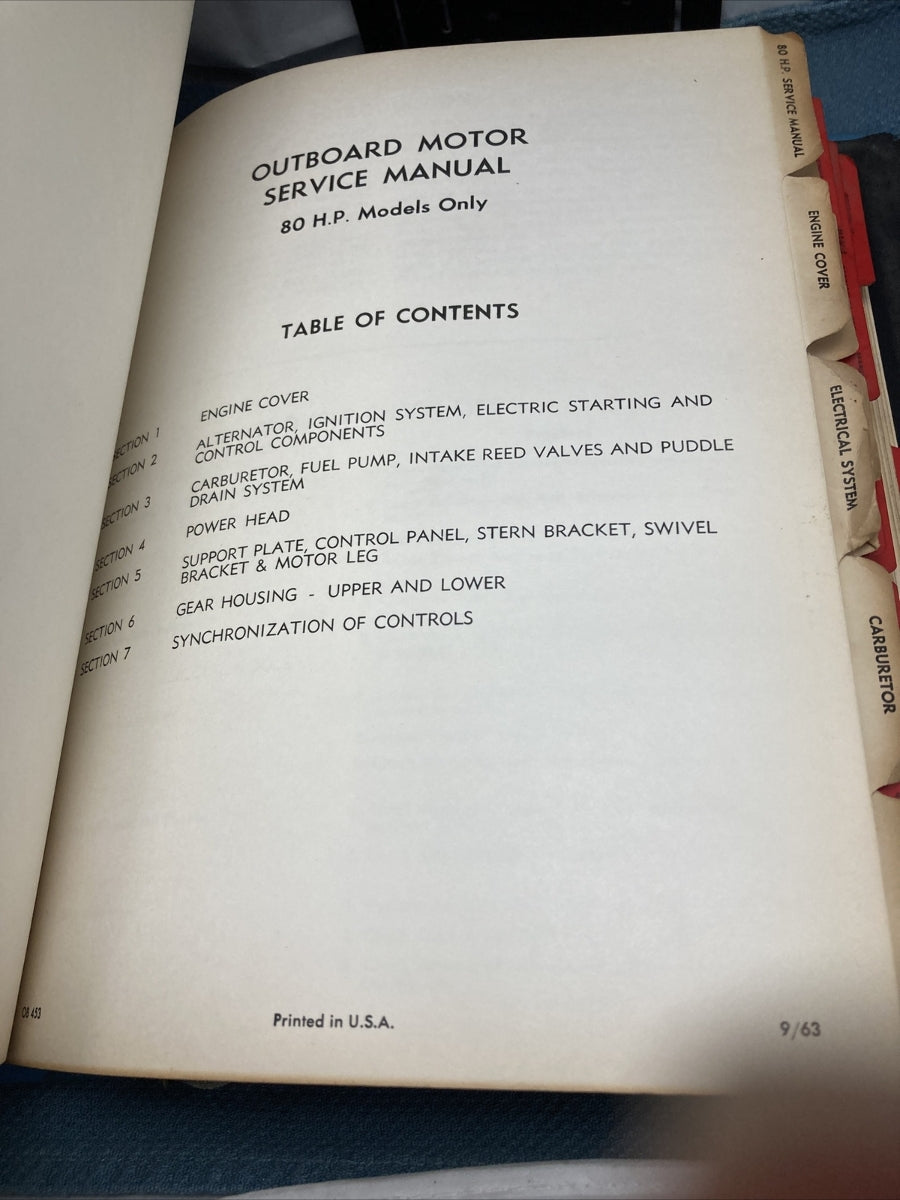 OUTBOARD MOTOR
SERVICE MANUAL
80 H.P. Models Only
TABLE OF CONTENTS
SECTION 1 ENGINE COVER
SECTION 2 ALTERNATOR, IGNITION SYSTEM, ELECTRIC STARTING AND
CONTROL COMPONENTS
SECTION 3 CARBURETOR, FUEL PUMP, INTAKE REED VALVES AND PUDDLE
DRAIN SYSTEM
SECTION 4 POWER HEAD
SECTION 5 SUPPORT PLATE, CONTROL PANEL, STERN BRACKET, SWIVEL
BRACKET & MOTOR LEG
SECTION 6 GEAR HOUSING - UPPER AND LOWER
SECTION 7 SYNCHRONIZATION OF CONTROLS
OB 453 Printed in U.S.A. 9/63
80 H.P. SERVICE MANUAL
ENGINE COVER
ELECTRICAL SYSTEM
CARBURETOR